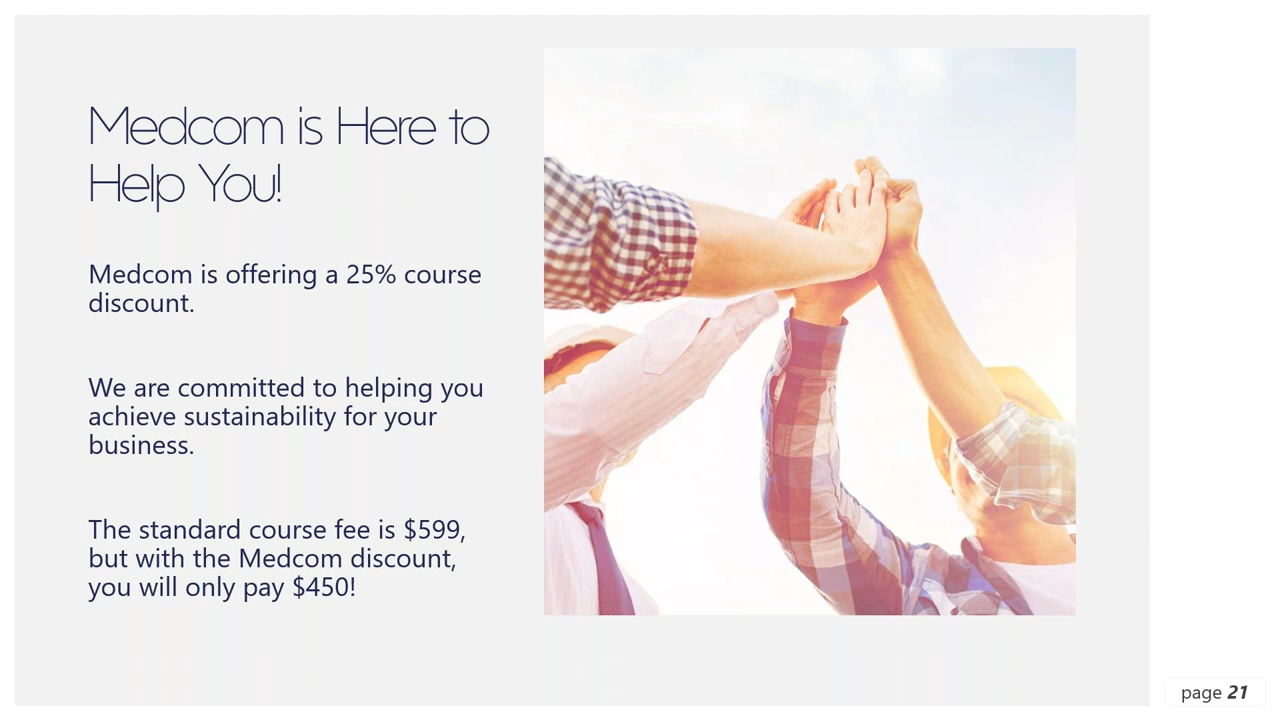 Medcom is Here to
Help You!
Medcom is offering a 25% course
discount.
We are committed to helping you
achieve sustainability for your
business.
The standard course fee is $599,
but with the Medcom discount,
you will only pay $450!
page 21